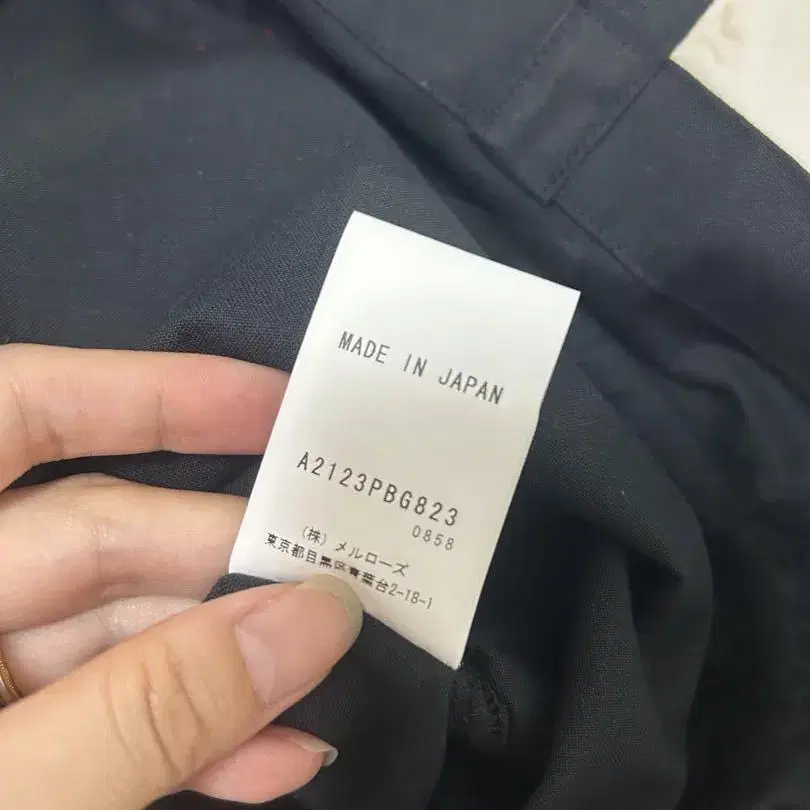 MADE IN JAPAN
A2123PBG823
0858
(株) メルローズ
東京都目黒区青葉台2-18-1